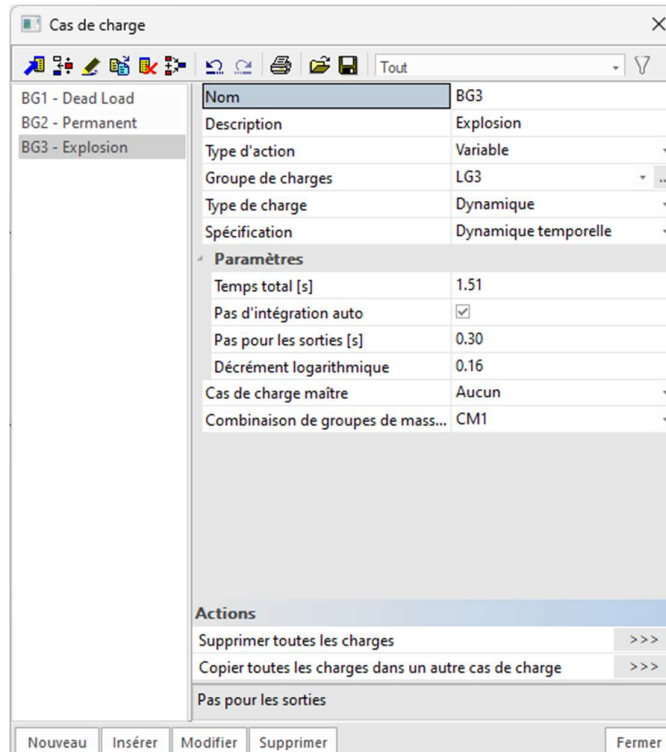 Cas de charge
Tout
BG1 - Dead Load
BG2 - Permanent
BG3 - Explosion
Nom BG3
Description Explosion
Type d'action Variable
Groupe de charges LG3 ...
Type de charge Dynamique
Spécification Dynamique temporelle
Paramètres
Temps total [s] 1.51
Pas d'intégration auto
Pas pour les sorties [s] 0.30
Décrément logarithmique 0.16
Cas de charge maître Aucun
Combinaison de groupes de mass... CM1
Actions
Supprimer toutes les charges >>>
Copier toutes les charges dans un autre cas de charge >>>
Pas pour les sorties
Nouveau Insérer Modifier Supprimer Fermer